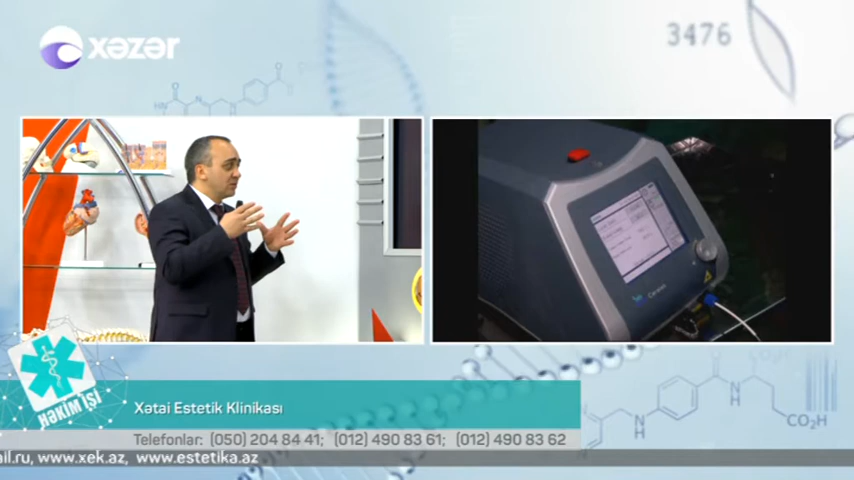 xəzər
3476
HƏKİM İŞİ
Xətai Estetik Klinikası
Telefonlar: (050) 204 84 41; (012) 490 83 61; (012) 490 83 62
ail.ru, www.xek.az, www.estetika.az
CO₂H